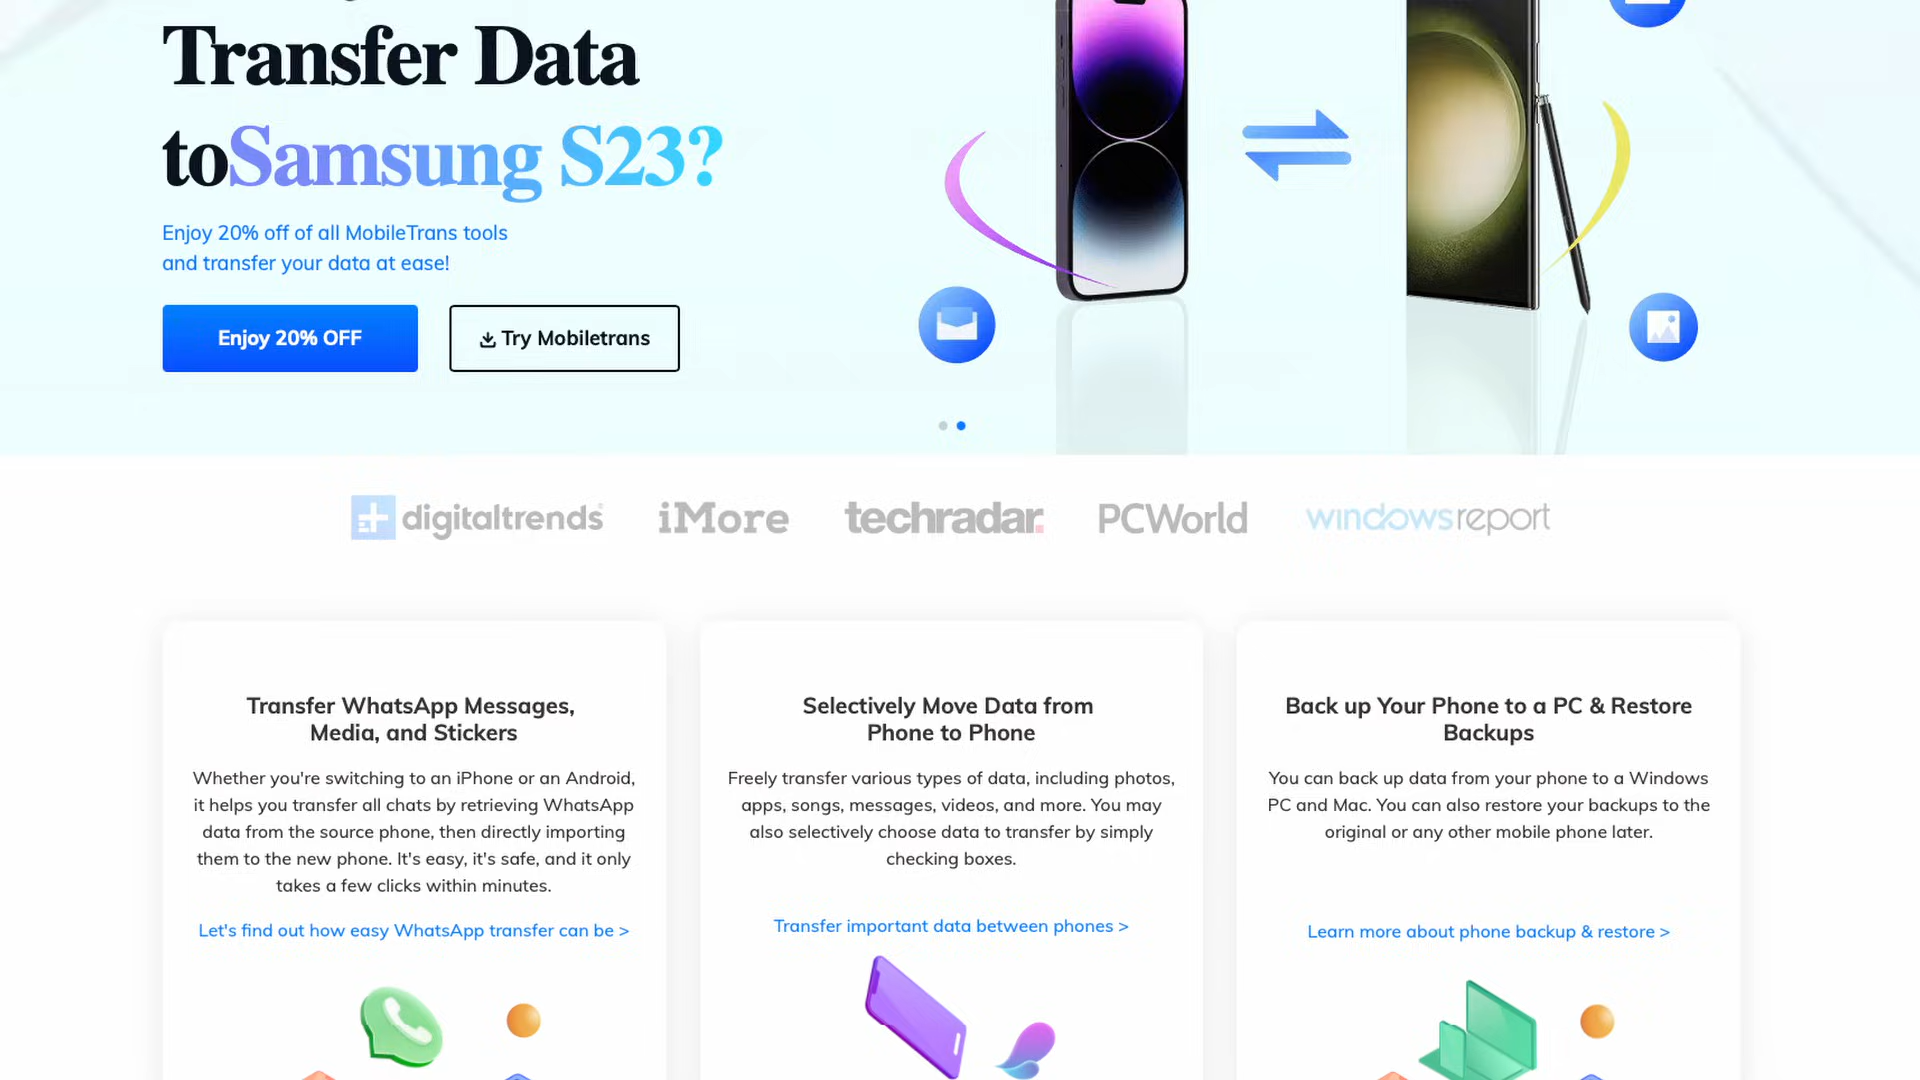 Transfer Data
toSamsung S23?
Enjoy 20% off of all MobileTrans tools
and transfer your data at ease!
Enjoy 20% OFF
Try Mobiletrans
digitaltrends
iMore
techradar.
PCWorld
windowsreport
Transfer WhatsApp Messages,
Media, and Stickers
Whether you're switching to an iPhone or an Android,
it helps you transfer all chats by retrieving WhatsApp
data from the source phone, then directly importing
them to the new phone. It's easy, it's safe, and it only
takes a few clicks within minutes.
Let's find out how easy WhatsApp transfer can be >
Selectively Move Data from
Phone to Phone
Freely transfer various types of data, including photos,
apps, songs, messages, videos, and more. You may
also selectively choose data to transfer by simply
checking boxes.
Transfer important data between phones >
Back up Your Phone to a PC & Restore
Backups
You can back up data from your phone to a Windows
PC and Mac. You can also restore your backups to the
original or any other mobile phone later.
Learn more about phone backup & restore >